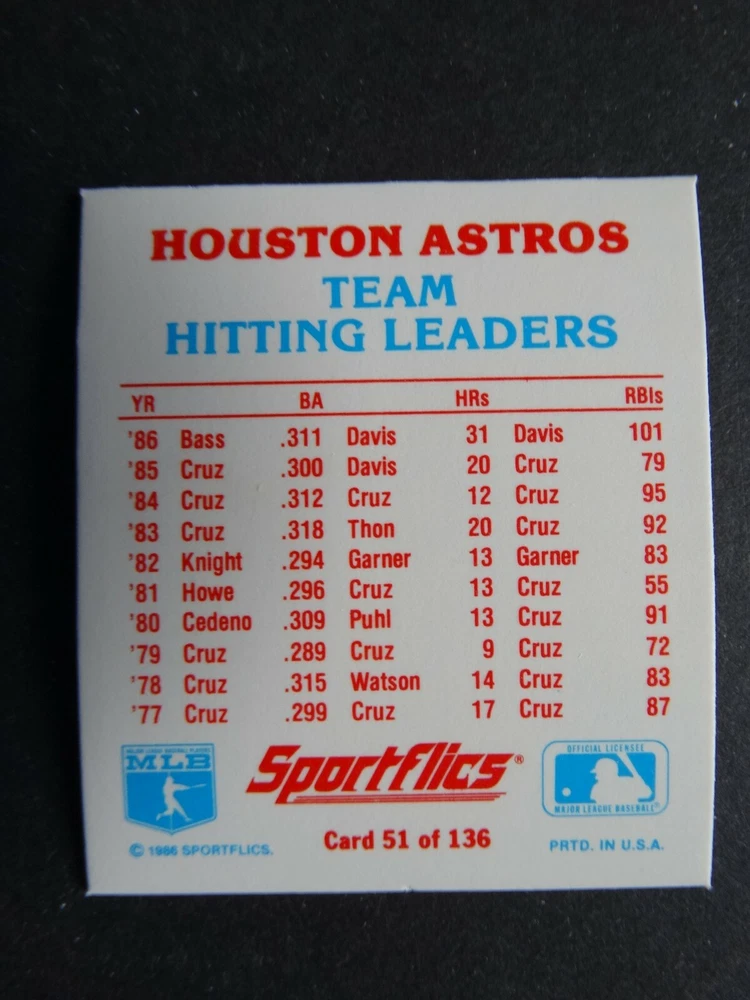 HOUSTON ASTROS
TEAM
HITTING LEADERS
YR BA HRs RBIs
'86 Bass .311 Davis 31 Davis 101
'85 Cruz .300 Davis 20 Cruz 79
'84 Cruz .312 Cruz 12 Cruz 95
'83 Cruz .318 Thon 20 Cruz 92
'82 Knight .294 Garner 13 Garner 83
'81 Howe .296 Cruz 13 Cruz 55
'80 Cedeno .309 Puhl 13 Cruz 91
'79 Cruz .289 Cruz 9 Cruz 72
'78 Cruz .315 Watson 14 Cruz 83
'77 Cruz .299 Cruz 17 Cruz 87
MAJOR LEAGUE BASEBALL PLAYERS
MLB
Sportflics®
OFFICIAL LICENSEE
MAJOR LEAGUE BASEBALL
© 1986 SPORTFLICS.
Card 51 of 136
PRTD. IN U.S.A.